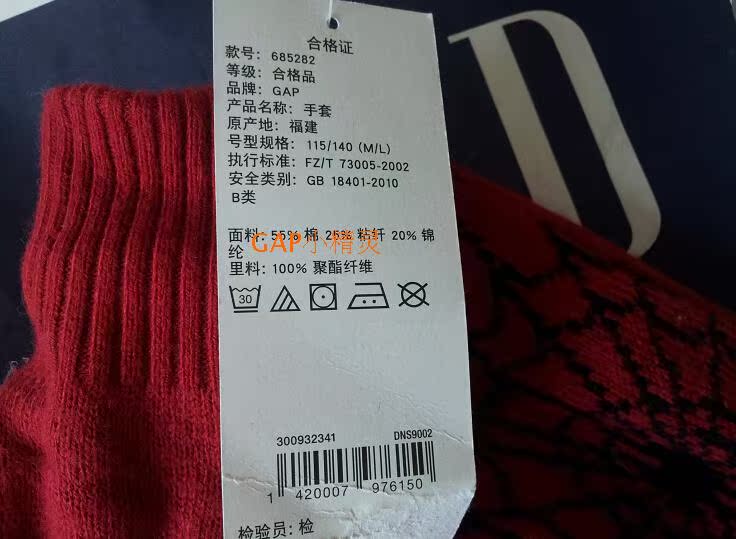 合格证
款号: 685282
等级: 合格品
品牌: GAP
产品名称: 手套
原产地: 福建
号型规格: 115/140 (M/L)
执行标准: FZ/T 73005-2002
安全类别: GB 18401-2010
B类
面料: 55% 棉 25% 粘纤 20% 锦
纶
GAP小精灵
里料: 100% 聚酯纤维
30
300932341 DNS9002
1 420007 976150
检验员: 检
D